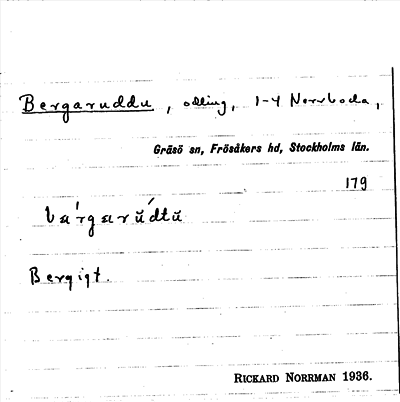 Bergaruddu, odling, 1-4 Norrboda,
Gräsö sn, Frösåkers hd, Stockholms län.
179
Bergigt.
RICKARD NORRMAN 1936.